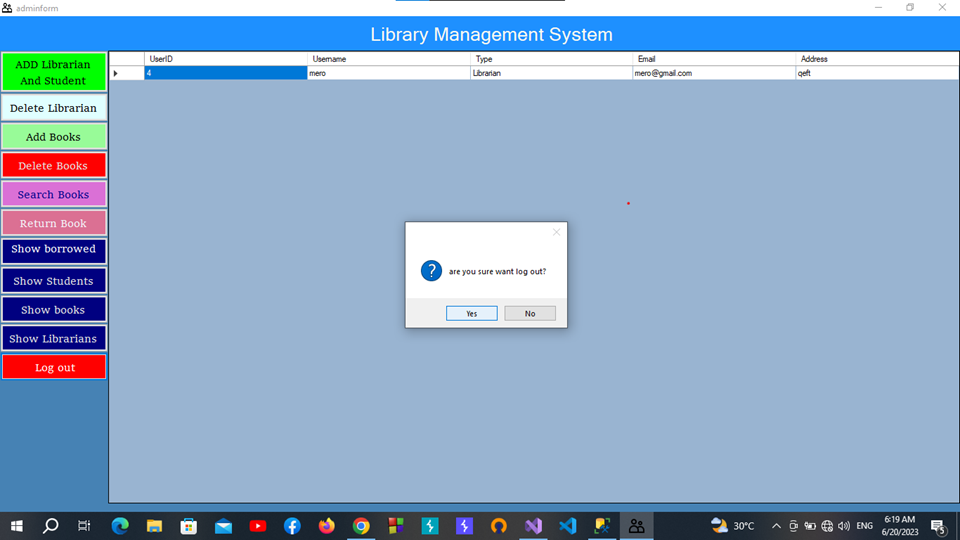 adminform
Library Management System
ADD Librarian
And Student
Delete Librarian
Add Books
Delete Books
Search Books
Return Book
Show borrowed
Show Students
Show books
Show Librarians
Log out
UserID Username Type Email Address
4 mero Librarian mero@gmail.com qeft
are you sure want log out?
Yes No
30°C
ENG
6:19 AM
6/20/2023
5